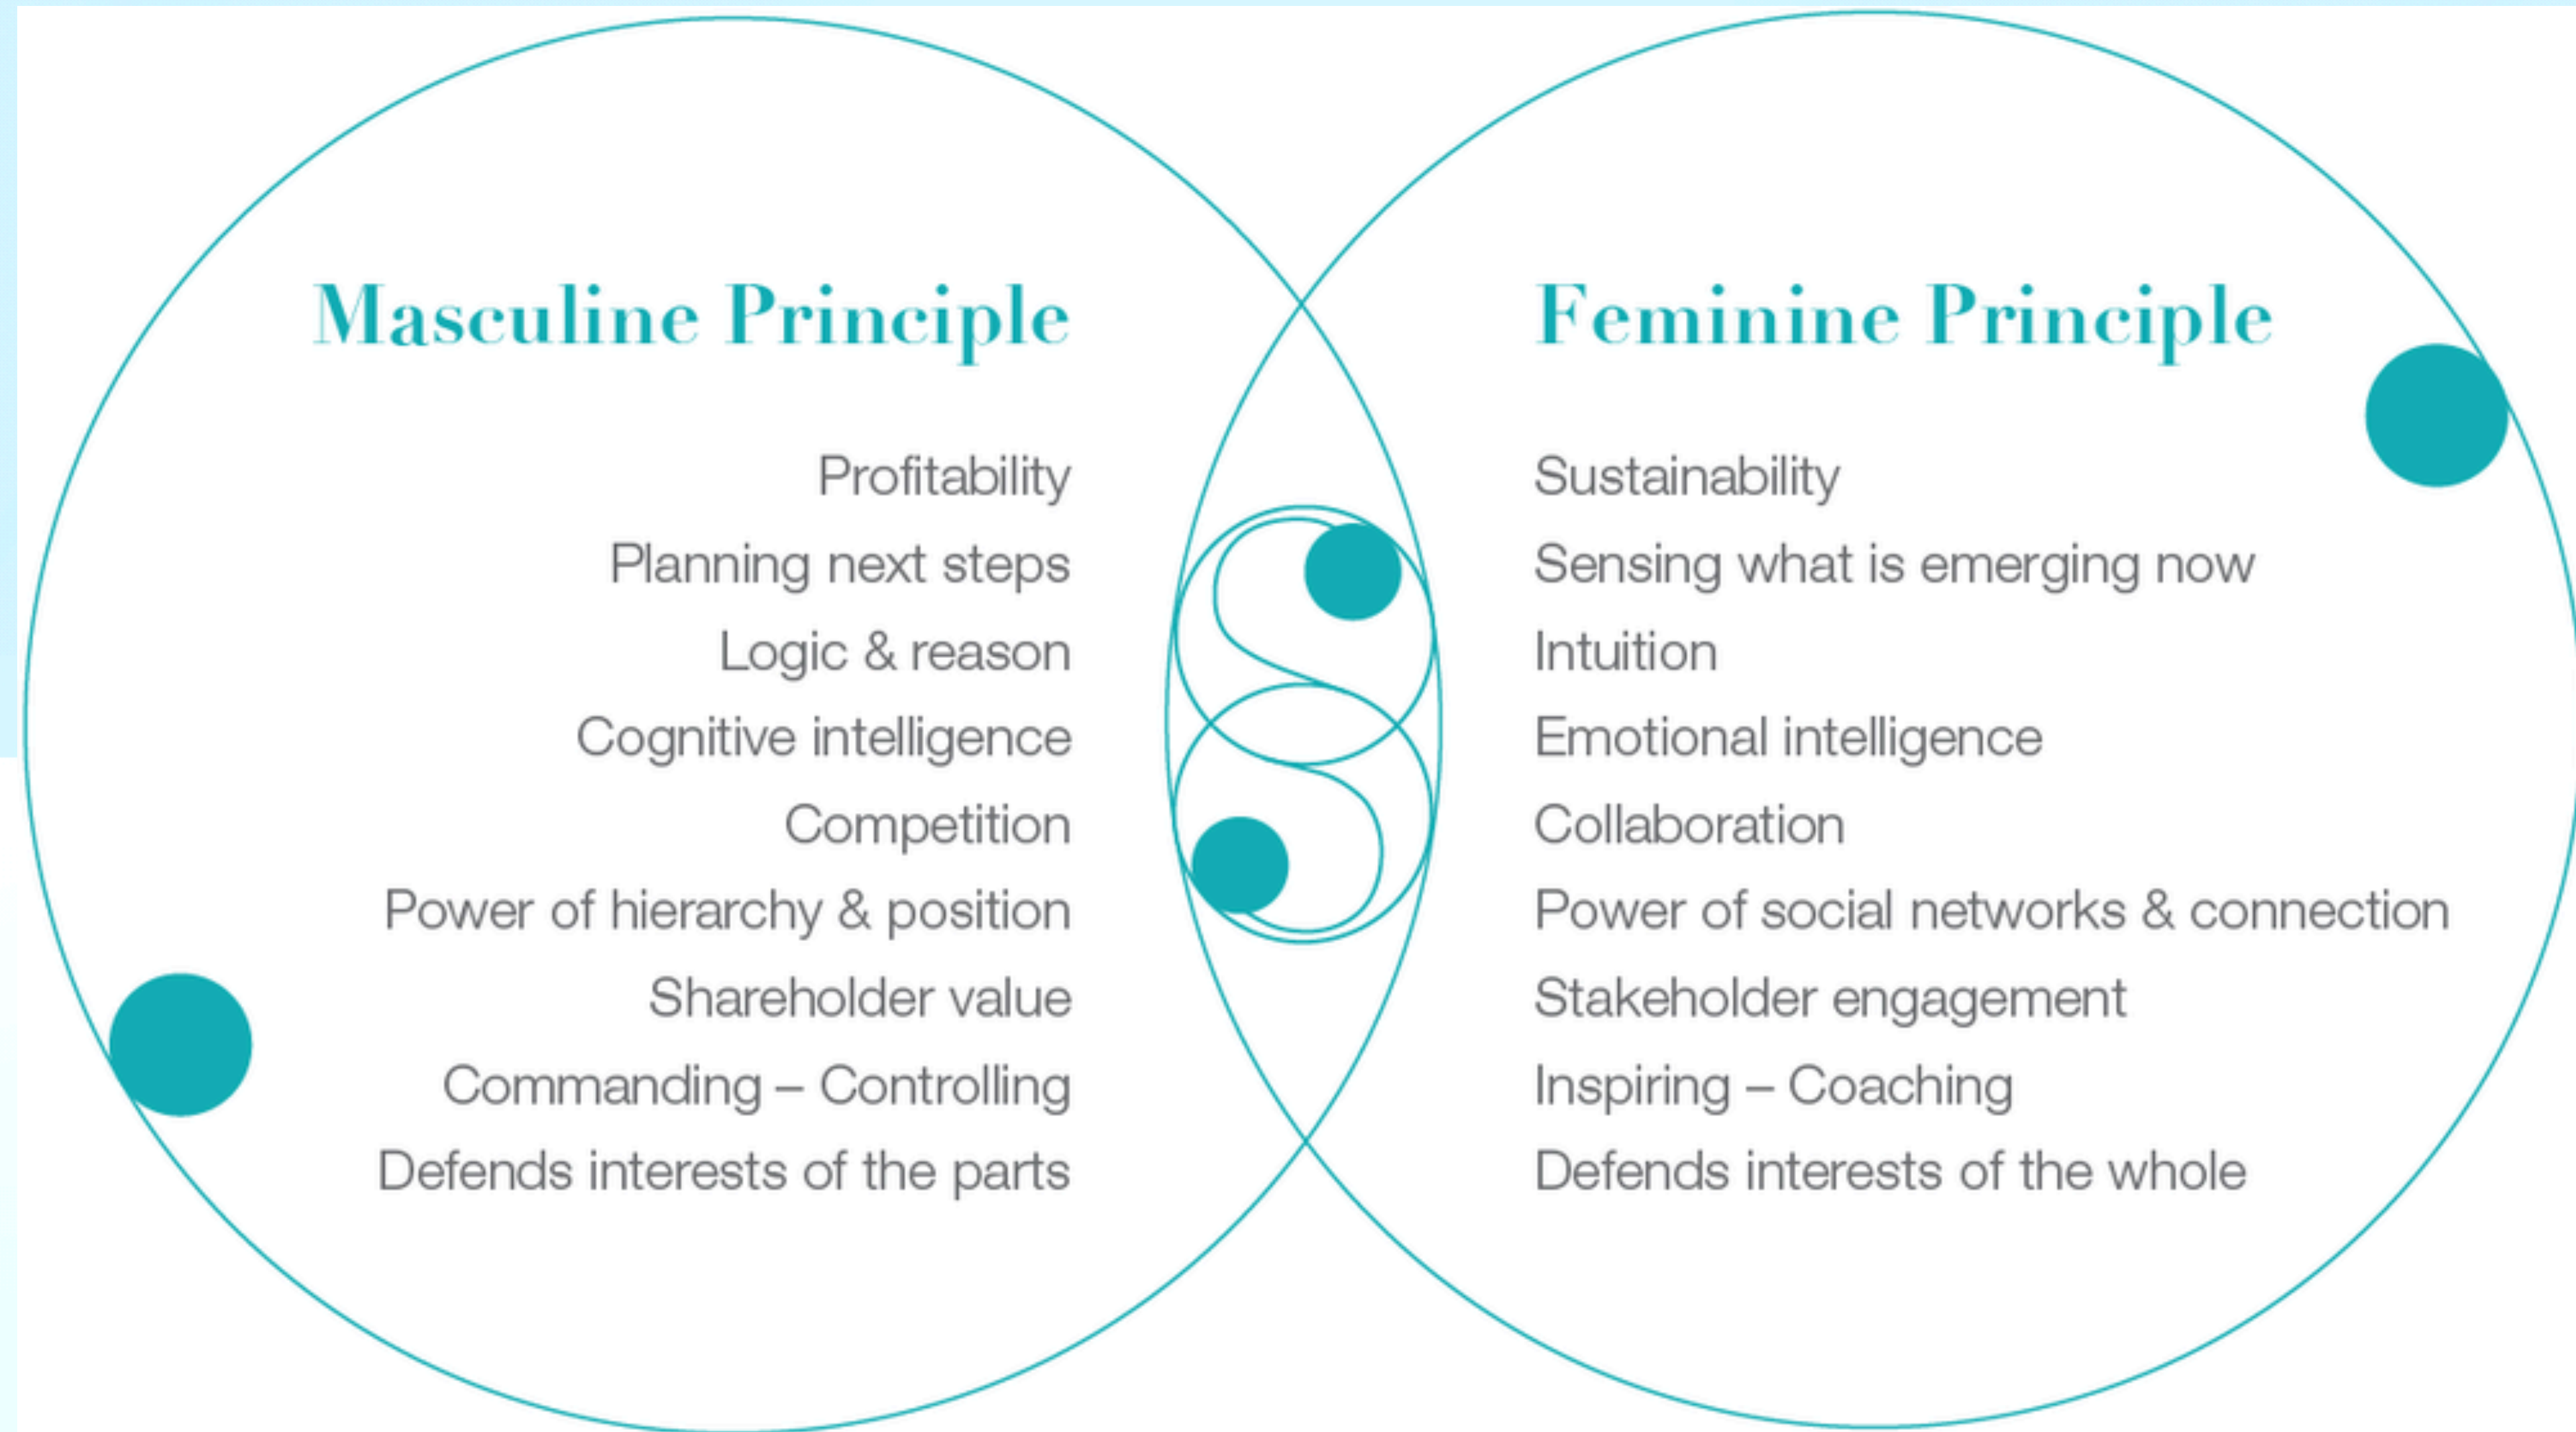 Masculine Principle
Profitability
Planning next steps
Logic & reason
Cognitive intelligence
Competition
Power of hierarchy & position
Shareholder value
Commanding – Controlling
Defends interests of the parts
Feminine Principle
Sustainability
Sensing what is emerging now
Intuition
Emotional intelligence
Collaboration
Power of social networks & connection
Stakeholder engagement
Inspiring – Coaching
Defends interests of the whole